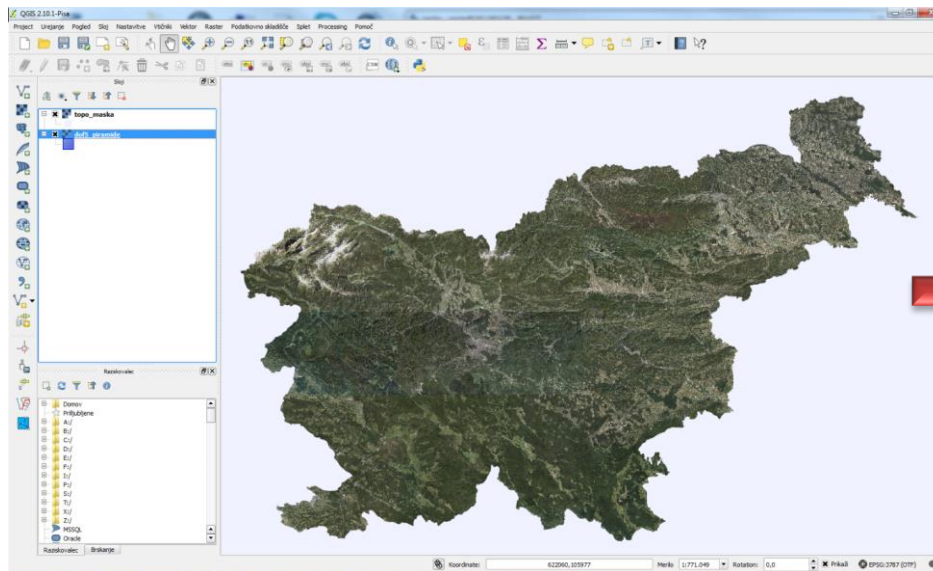 QGIS 2.10.1-Pisa
Project Urejanje Pogled Sloj Nastavitve Vtičniki Vektor Raster Podatkovno skladišče Splet Processing Pomoč
Sloji
topo_maska
dof5_piramide
Raziskovalec
Domov
Priljubljene
A:/
B:/
C:/
D:/
E:/
F:/
I:/
P:/
S:/
T:/
X:/
Z:/
MSSQL
Oracle
Raziskovalec Brskanje
Koordinate: 622060,105977 Merilo 1:771.049 Rotation: 0,0 Prikaži EPSG:3787 (OTF)